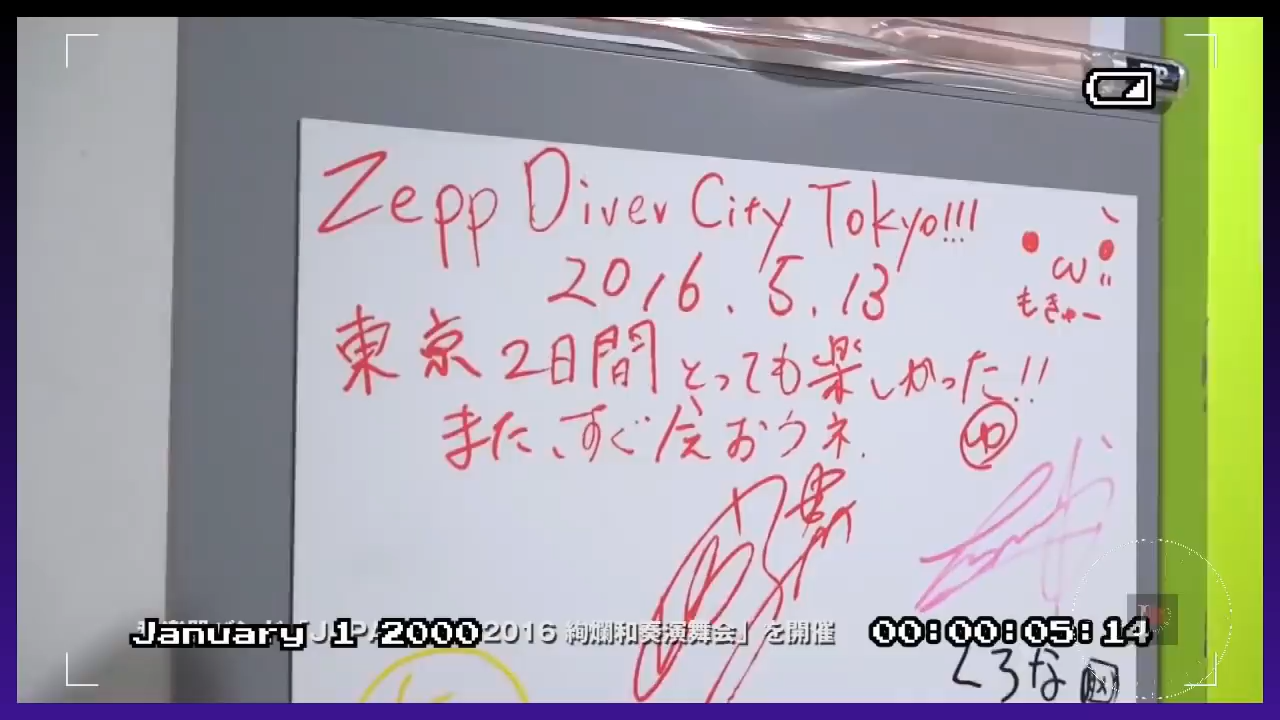 Zepp Diver City Tokyo!!!
2016.5.13
ω
もきゅー
東京2日間とっても楽しかった!!
また、すぐ会おうネ.
ゆ
January 1 2000
2016 絢爛和奏演舞会」を開催
00:00:05:14
くろな